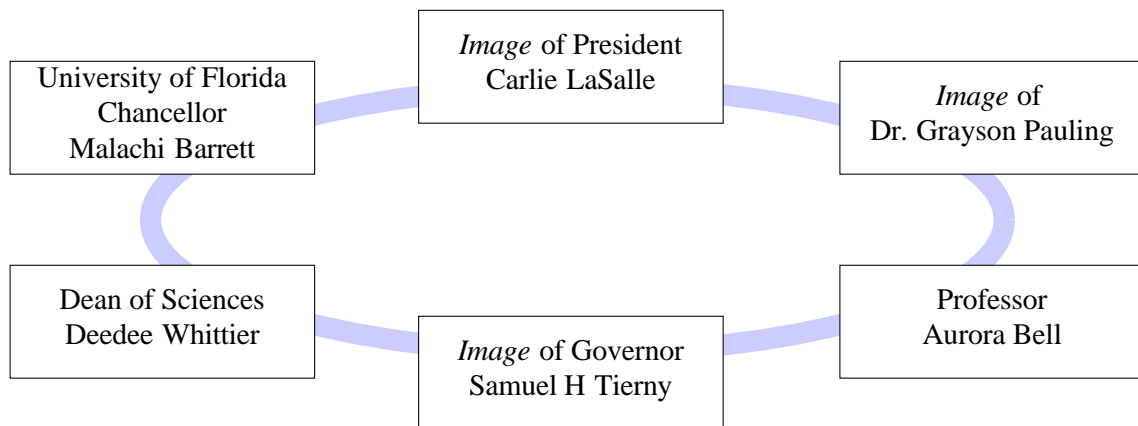 Image of President
Carlie LaSalle
University of Florida
Chancellor
Malachi Barrett
Image of
Dr. Grayson Pauling
Dean of Sciences
Deedee Whittier
Image of Governor
Samuel H Tierny
Professor
Aurora Bell